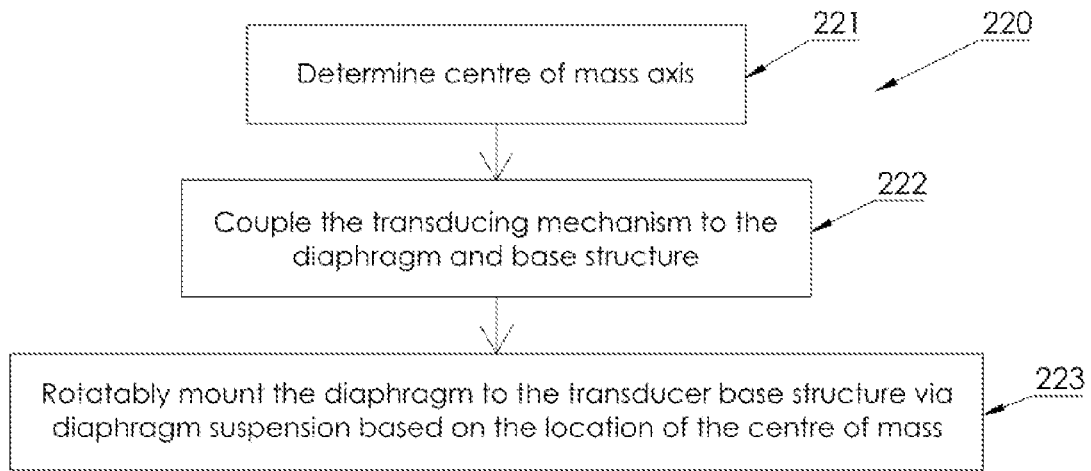 221
220
Determine centre of mass axis
222
Couple the transducing mechanism to the
diaphragm and base structure
223
Rotatably mount the diaphragm to the transducer base structure via
diaphragm suspension based on the location of the centre of mass